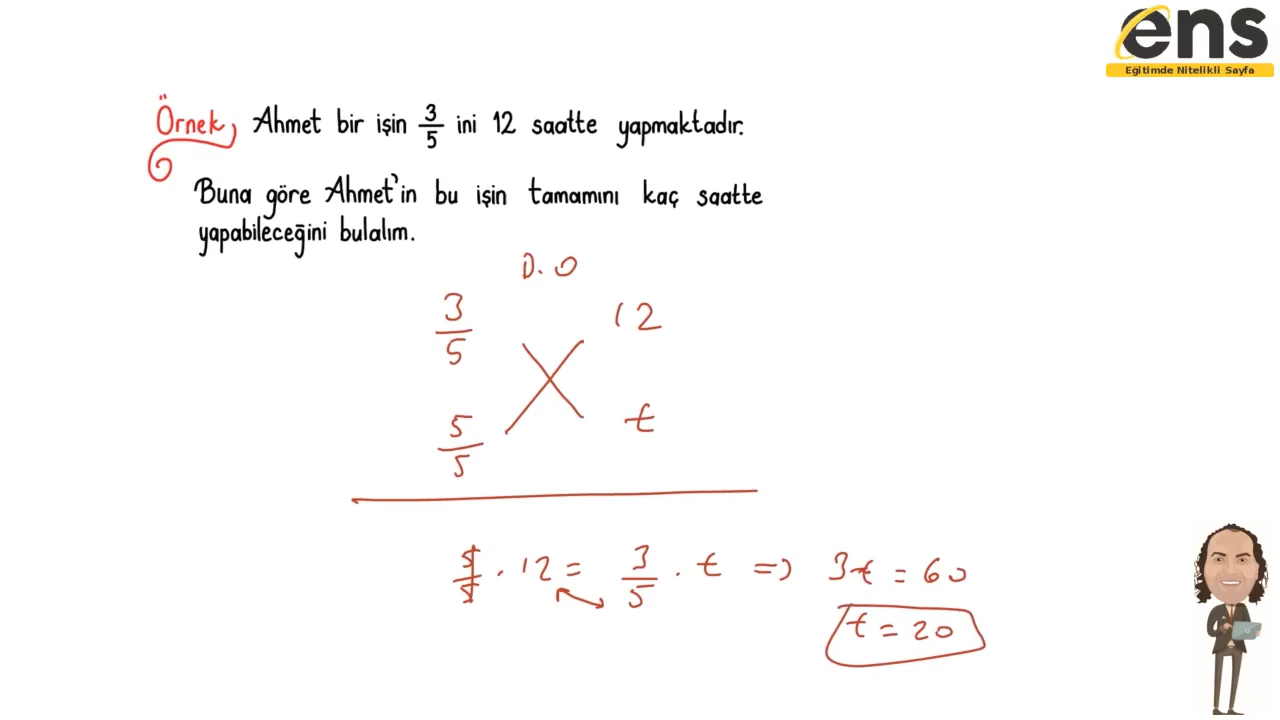 ens
Eğitimde Nitelikli Sayfa
Örnek, Ahmet bir işin 3/5 ini 12 saatte yapmaktadır.
Buna göre Ahmet'in bu işin tamamını kaç saatte
yapabileceğini bulalım.
D.O
3/5 12
5/5 t
5/5 . 12 = 3/5 . t => 3t = 60
t = 20